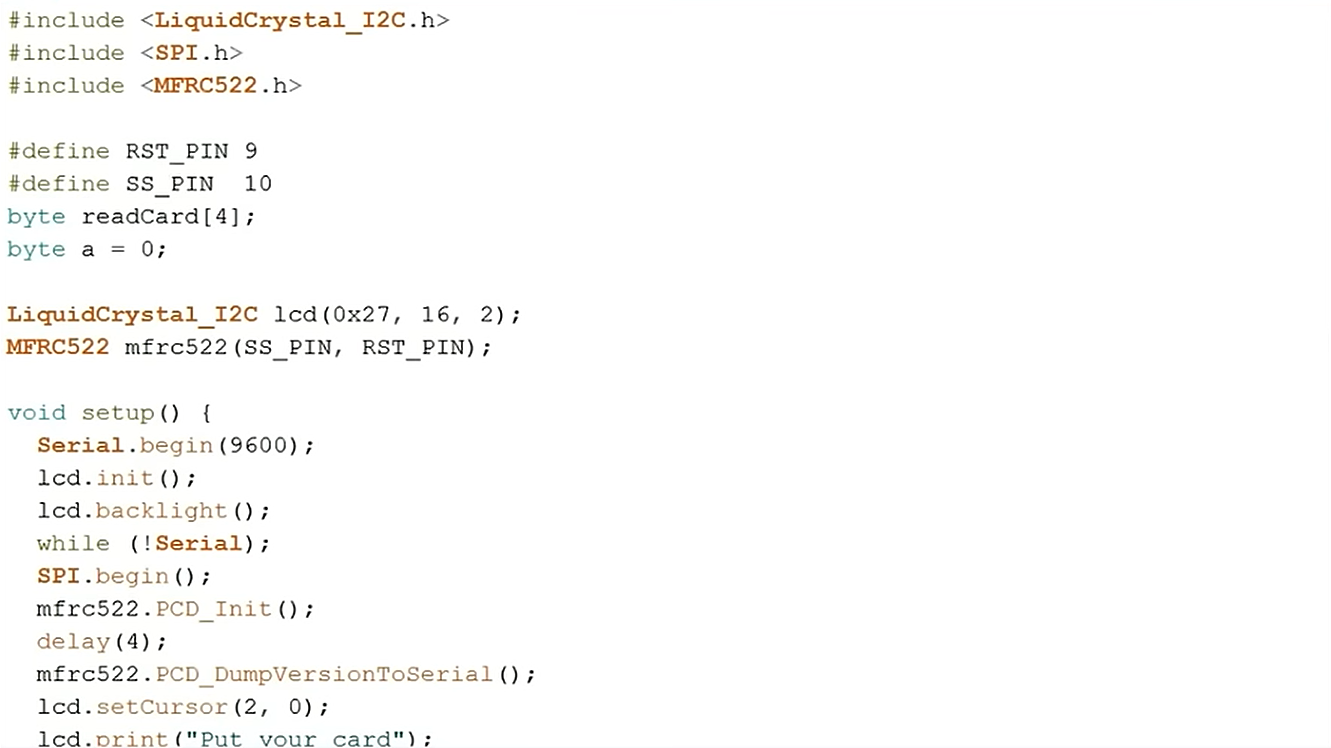 #include <LiquidCrystal_I2C.h>
#include <SPI.h>
#include <MFRC522.h>

#define RST_PIN 9
#define SS_PIN  10
byte readCard[4];
byte a = 0;

LiquidCrystal_I2C lcd(0x27, 16, 2);
MFRC522 mfrc522(SS_PIN, RST_PIN);

void setup() {
  Serial.begin(9600);
  lcd.init();
  lcd.backlight();
  while (!Serial);
  SPI.begin();
  mfrc522.PCD_Init();
  delay(4);
  mfrc522.PCD_DumpVersionToSerial();
  lcd.setCursor(2, 0);
  lcd.print("Put your card");